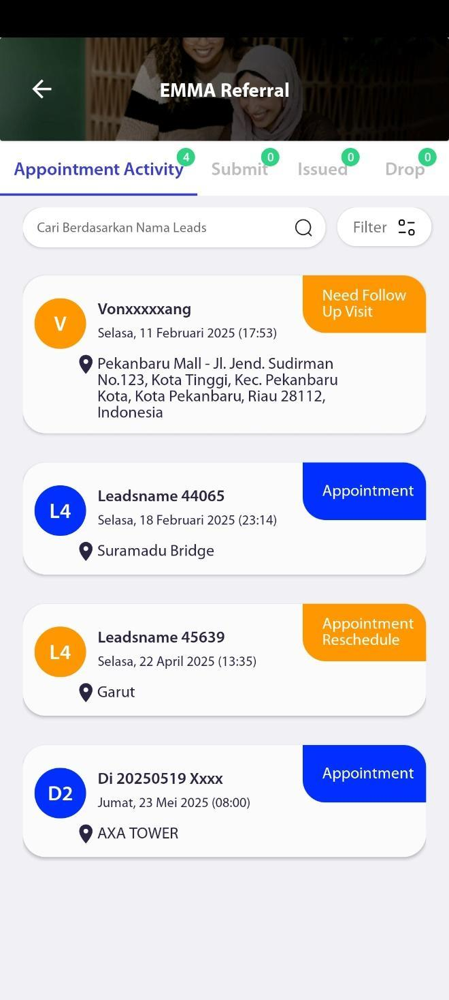 EMMA Referral
Appointment Activity 4 Submit 0 Issued 0 Drop 0
Cari Berdasarkan Nama Leads Filter
Need Follow
Up Visit
V
Vonxxxxxang
Selasa, 11 Februari 2025 (17:53)
Pekanbaru Mall - Jl. Jend. Sudirman
No.123, Kota Tinggi, Kec. Pekanbaru
Kota, Kota Pekanbaru, Riau 28112,
Indonesia
Appointment
L4
Leadsname 44065
Selasa, 18 Februari 2025 (23:14)
Suramadu Bridge
Appointment
Reschedule
L4
Leadsname 45639
Selasa, 22 April 2025 (13:35)
Garut
Appointment
D2
Di 20250519 Xxxx
Jumat, 23 Mei 2025 (08:00)
AXA TOWER